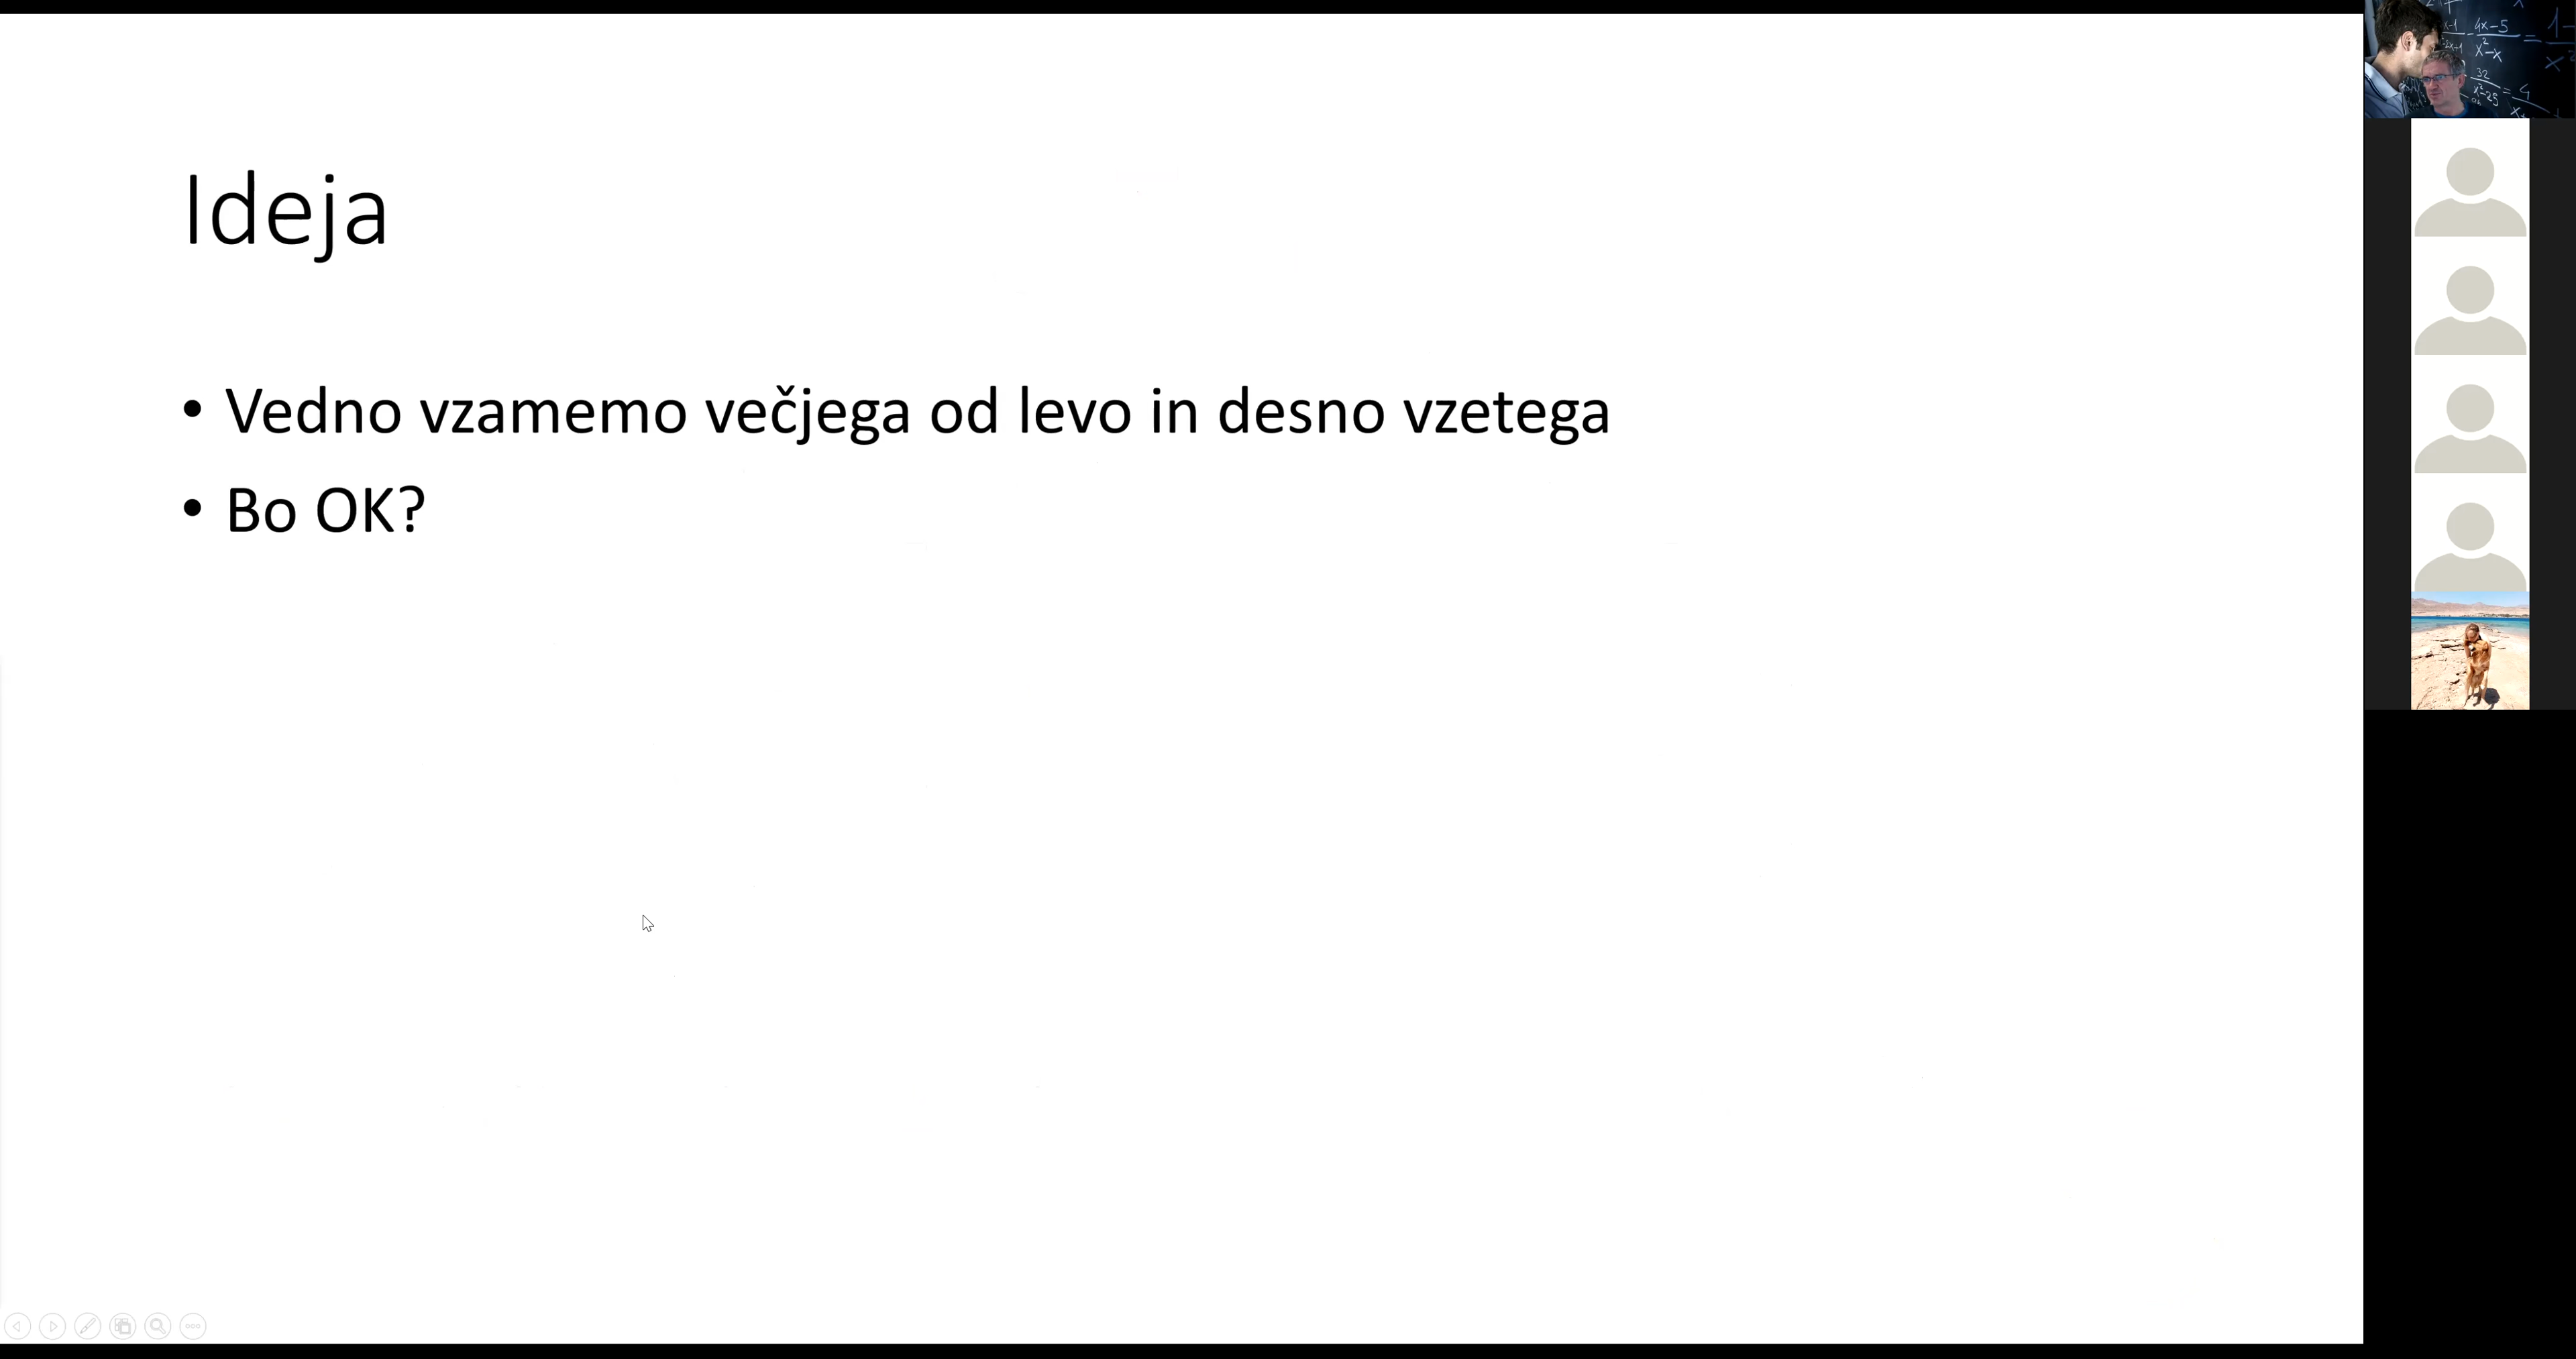 Ideja
• Vedno vzamemo večjega od levo in desno vzetega
• Bo OK?